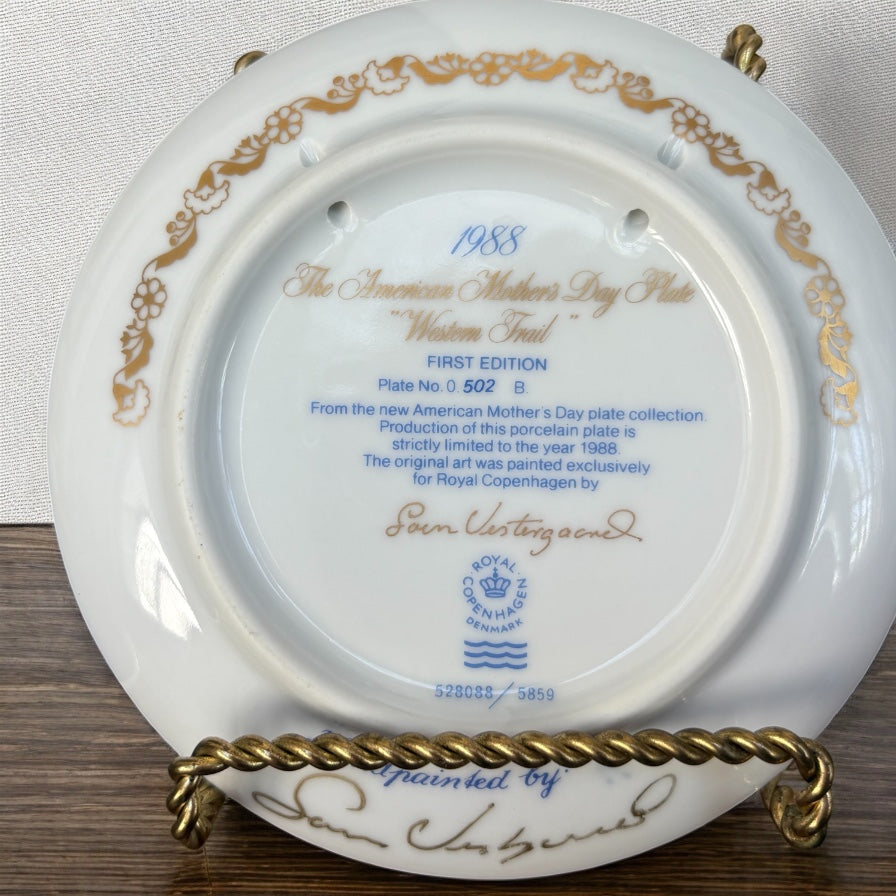 1988
The American Mother's Day Plate
"Western Trail"
FIRST EDITION
Plate No. 0.502 B.
From the new American Mother's Day plate collection.
Production of this porcelain plate is
strictly limited to the year 1988.
The original art was painted exclusively
for Royal Copenhagen by
Sven Vestergaard
ROYAL COPENHAGEN
DENMARK
528088/5859
painted by:
Sven Vestergaard